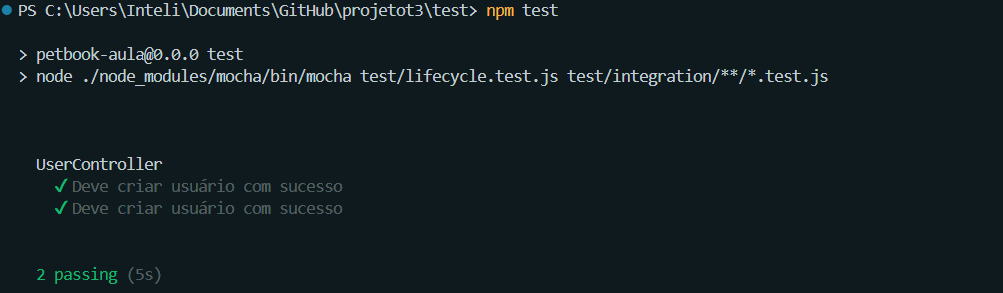 PS C:\Users\Inteli\Documents\GitHub\projetot3\test> npm test
> petbook-aula@0.0.0 test
> node ./node_modules/mocha/bin/mocha test/lifecycle.test.js test/integration/**/*.test.js
UserController
✓ Deve criar usuário com sucesso
✓ Deve criar usuário com sucesso
2 passing (5s)